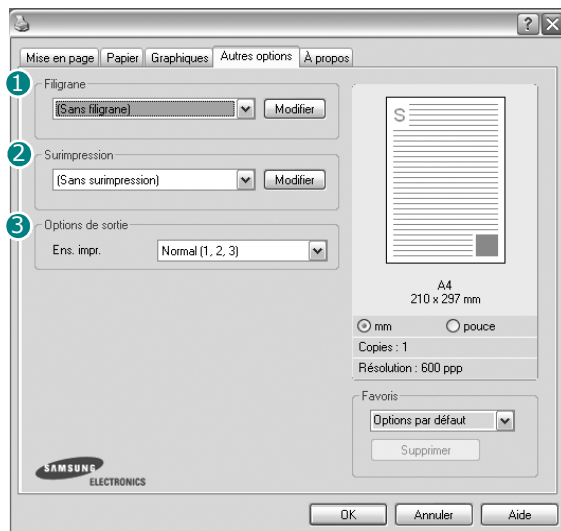 Mise en page Papier Graphiques Autres options À propos
1 Filigrane
(Sans filigrane) Modifier
2 Surimpression
(Sans surimpression) Modifier
3 Options de sortie
Ens. impr. Normal (1, 2, 3)
S
A4
210 x 297 mm
mm pouce
Copies : 1
Résolution : 600 ppp
Favoris
Options par défaut
Supprimer
SAMSUNG
ELECTRONICS
OK Annuler Aide